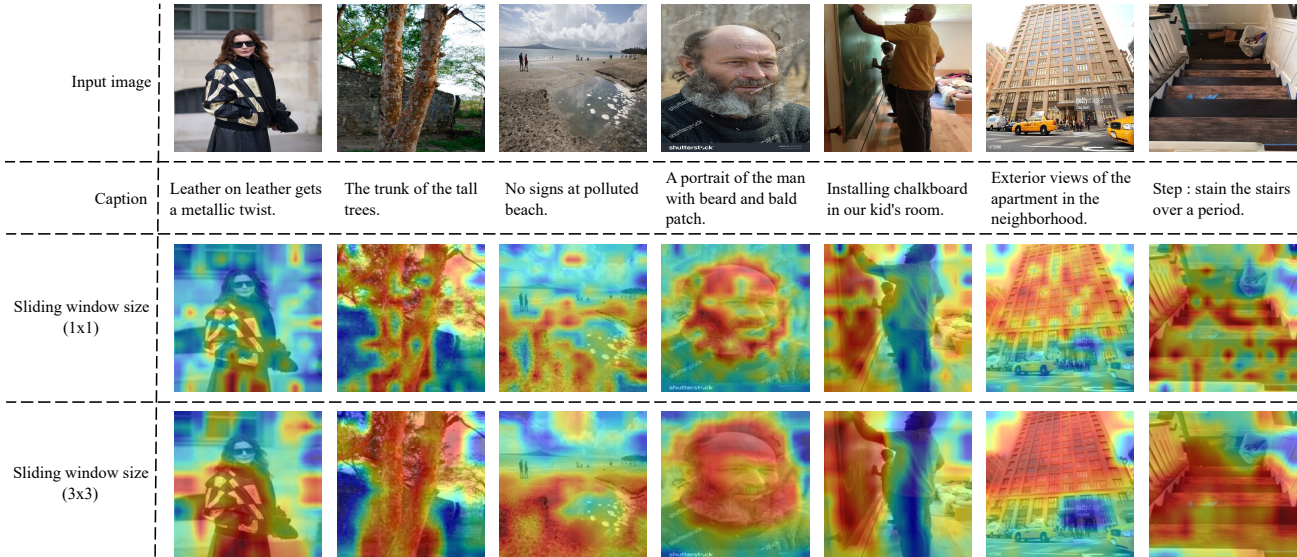 Input image
shutterstock
gettyimages
Caption
Leather on leather gets
a metallic twist.
The trunk of the tall
trees.
No signs at polluted
beach.
A portrait of the man
with beard and bald
patch.
Installing chalkboard
in our kid's room.
Exterior views of the
apartment in the
neighborhood.
Step : stain the stairs
over a period.
Sliding window size
(1x1)
shutterstock
Sliding window size
(3x3)
shutterstock